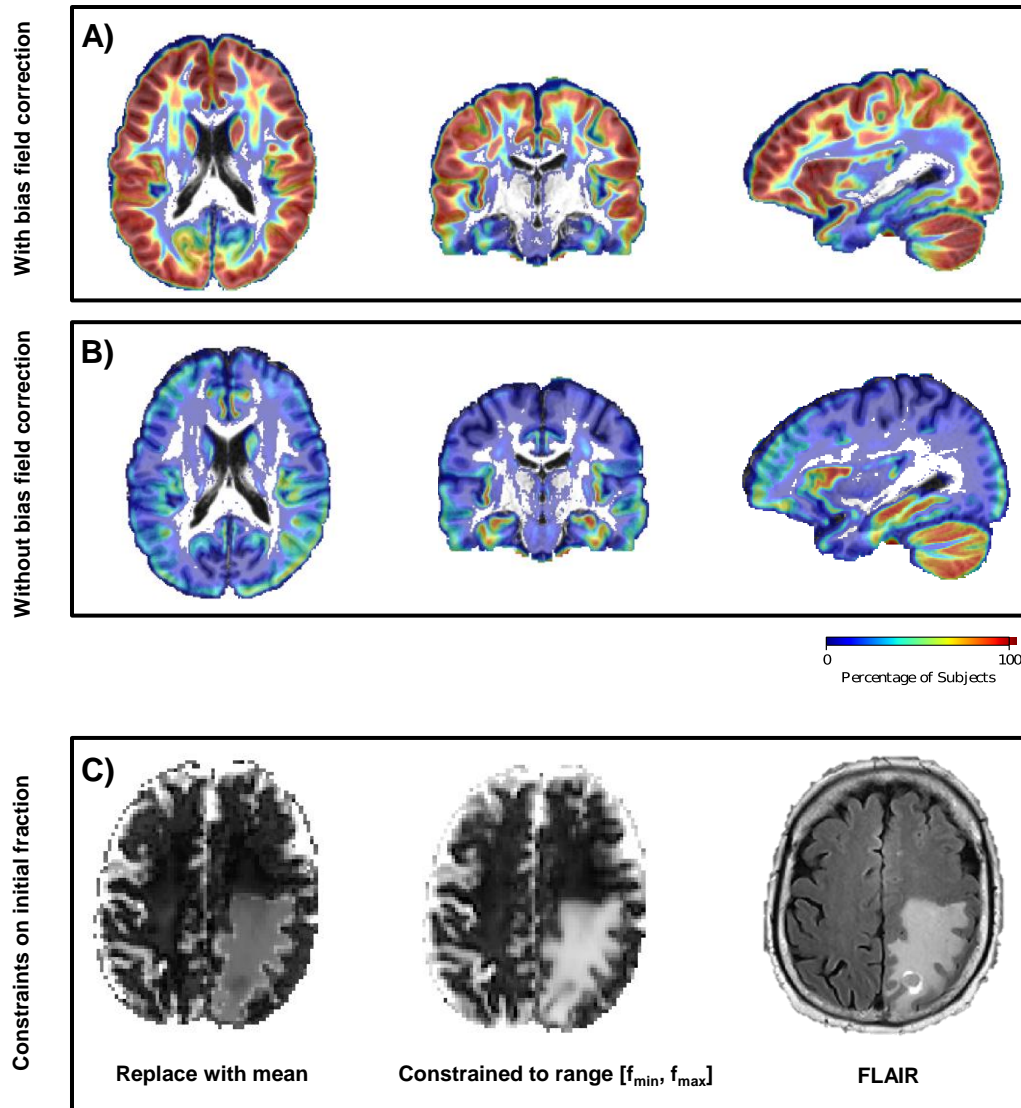 With bias field correction
A)
Without bias field correction
B)
0 100
Percentage of Subjects
Constraints on initial fraction
C)
Replace with mean
Constrained to range [fmin, fmax]
FLAIR